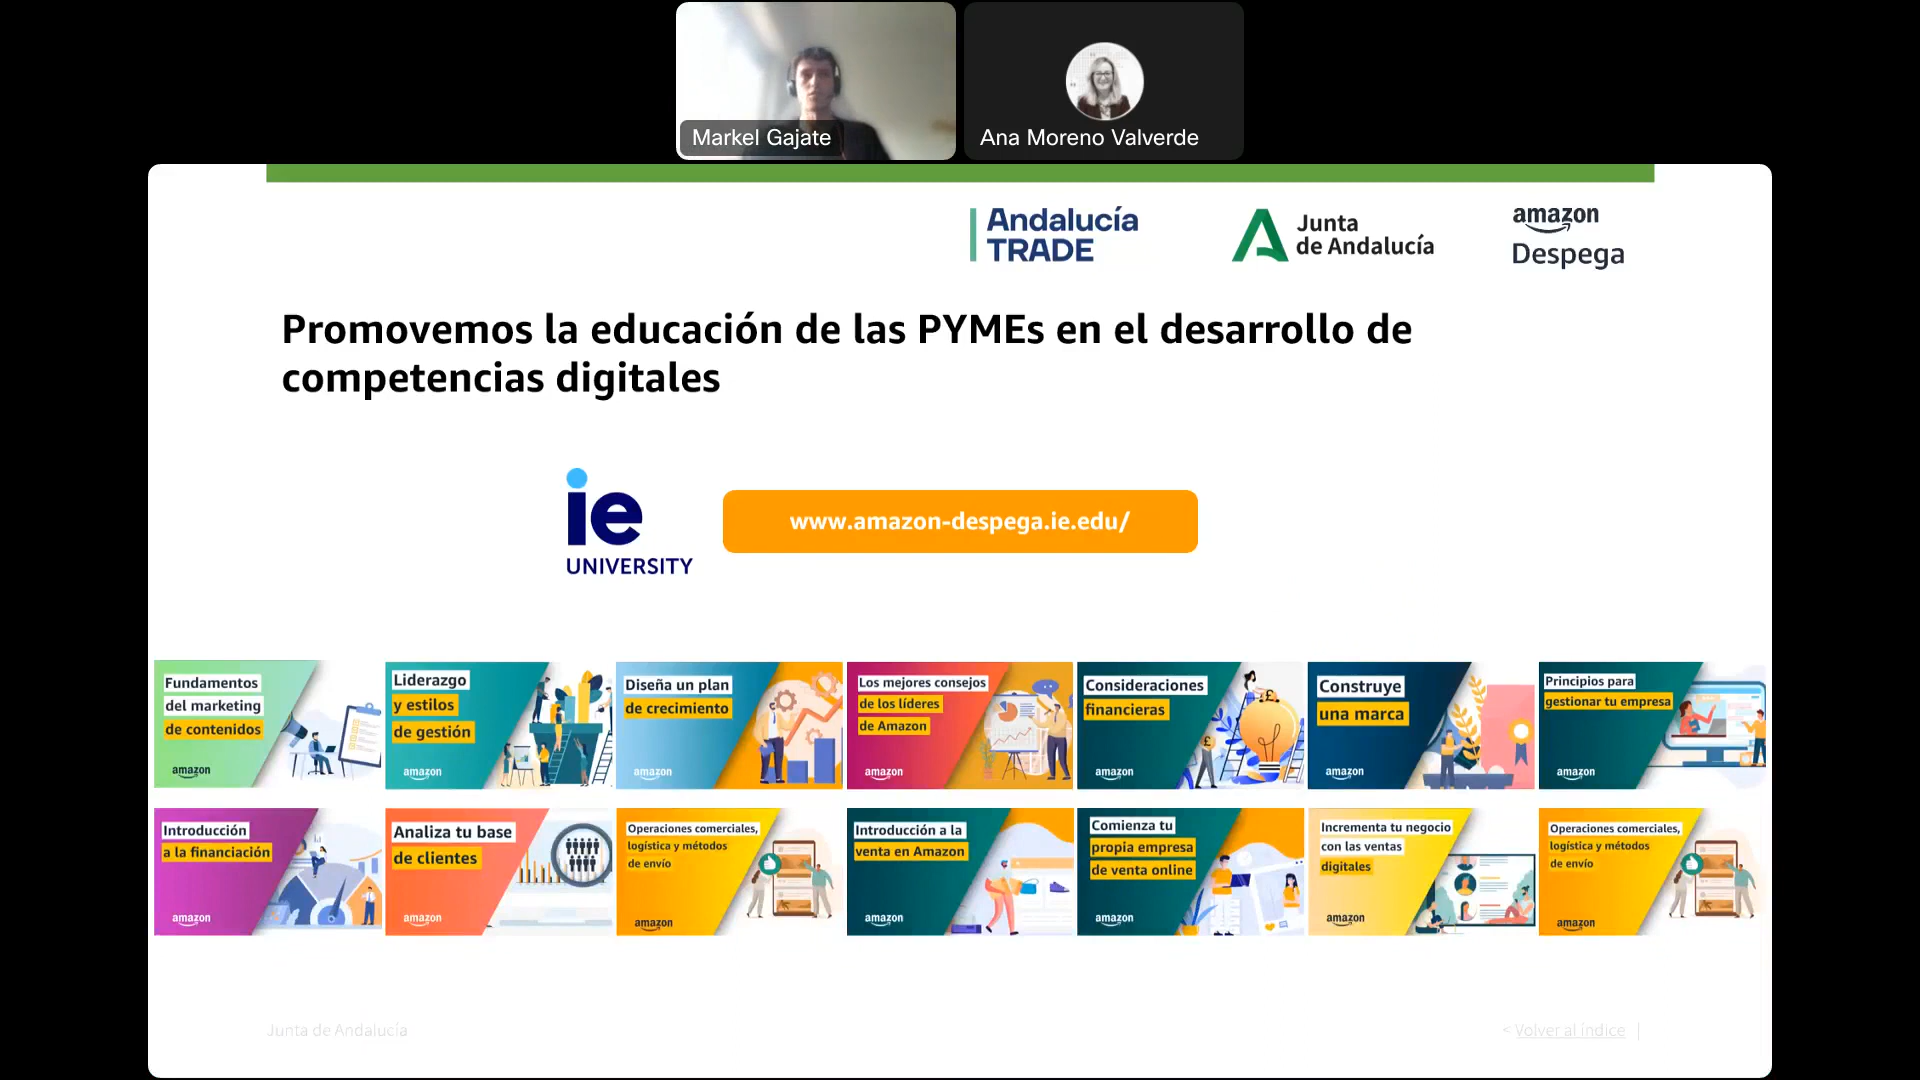 Markel Gajate
Ana Moreno Valverde
Andalucía
TRADE
Junta
de Andalucía
amazon
Despega
Promovemos la educación de las PYMEs en el desarrollo de
competencias digitales
ie
UNIVERSITY
www.amazon-despega.ie.edu/
Fundamentos
del marketing
de contenidos
amazon
Liderazgo
y estilos
de gestión
amazon
Diseña un plan
de crecimiento
amazon
Los mejores consejos
de los líderes
de Amazon
amazon
Consideraciones
financieras
amazon
Construye
una marca
amazon
Principios para
gestionar tu empresa
amazon
Introducción
a la financiación
amazon
Analiza tu base
de clientes
amazon
Operaciones comerciales,
logística y métodos
de envío
amazon
Introducción a la
venta en Amazon
amazon
Comienza tu
propia empresa
de venta online
amazon
Incrementa tu negocio
con las ventas
digitales
amazon
Operaciones comerciales,
logística y métodos
de envío
amazon
Junta de Andalucía
< Volver al índice |